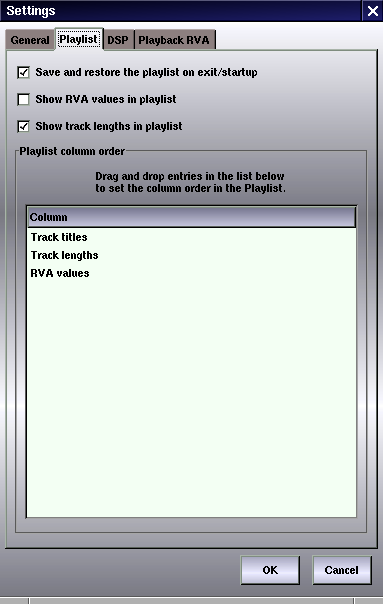 Settings
General Playlist DSP Playback RVA
Save and restore the playlist on exit/startup
Show RVA values in playlist
Show track lengths in playlist
Playlist column order
Drag and drop entries in the list below
to set the column order in the Playlist.
Column
Track titles
Track lengths
RVA values
OK Cancel